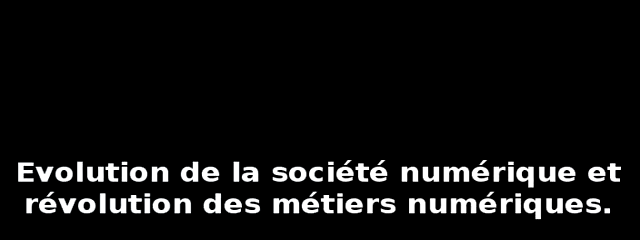 Evolution de la société numérique et
révolution des métiers numériques.